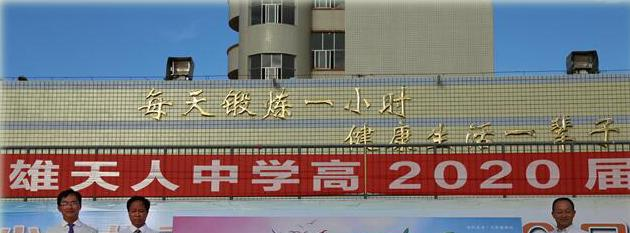 每天锻炼一小时
健康生活一辈子
雄天人中学高2020届